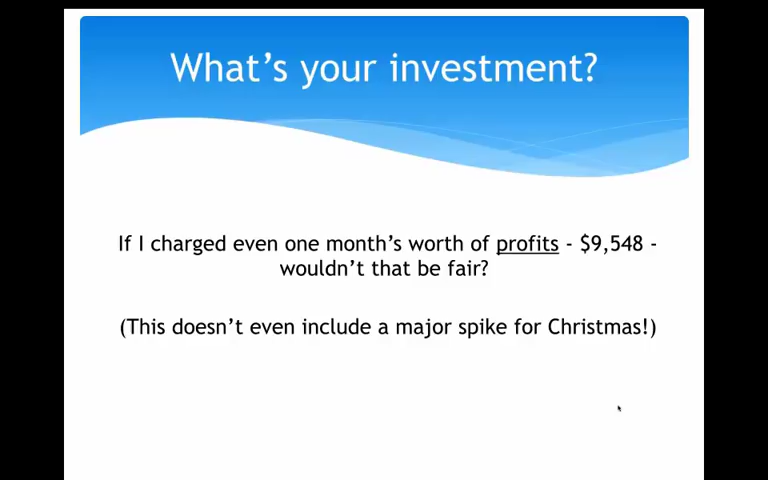 What's your investment?
If I charged even one month's worth of profits - $9,548 -
wouldn't that be fair?
(This doesn't even include a major spike for Christmas!)